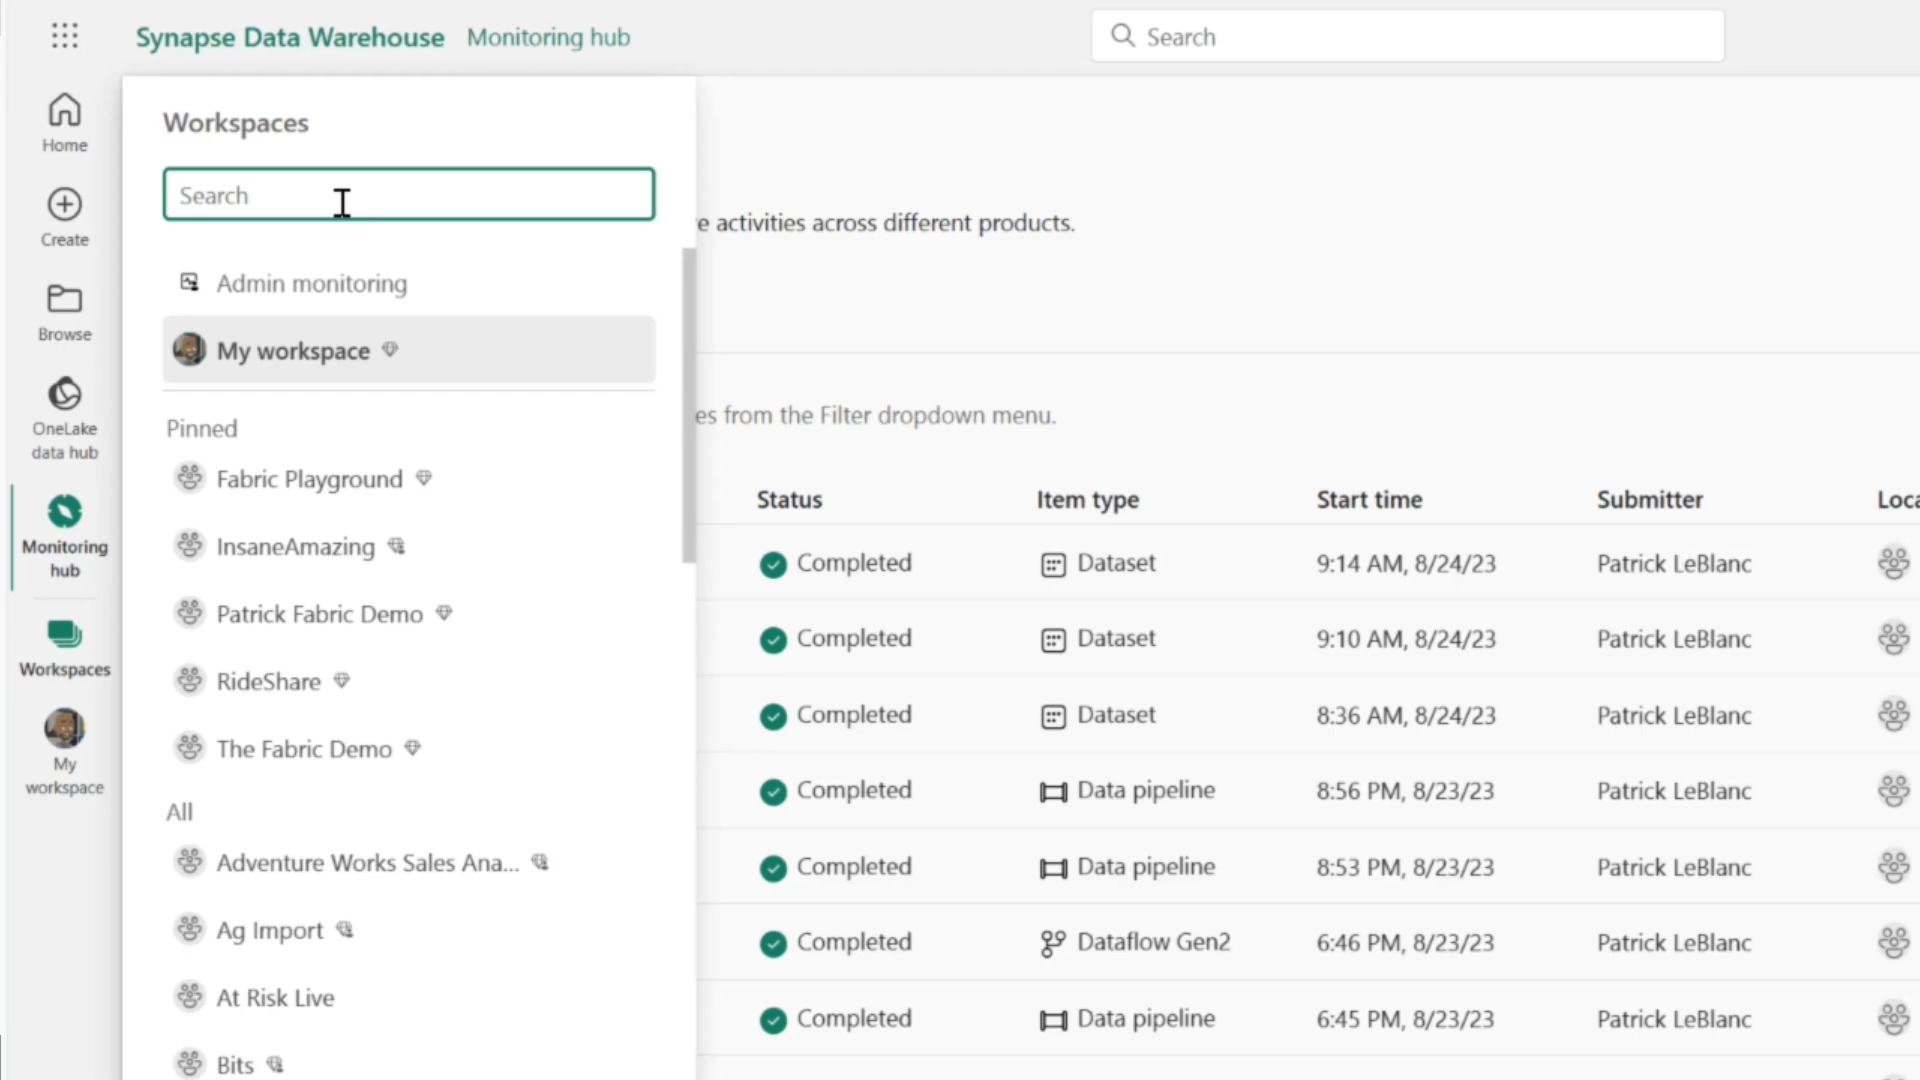 Synapse Data Warehouse Monitoring hub
Search
Home
Create
Browse
OneLake
data hub
Monitoring
hub
Workspaces
My
workspace
Workspaces
Search
Admin monitoring
My workspace
Pinned
Fabric Playground
InsaneAmazing
Patrick Fabric Demo
RideShare
The Fabric Demo
All
Adventure Works Sales Ana...
Ag Import
At Risk Live
Bits
activities across different products.
from the Filter dropdown menu.
Status Item type Start time Submitter
Completed Dataset 9:14 AM, 8/24/23 Patrick LeBlanc
Completed Dataset 9:10 AM, 8/24/23 Patrick LeBlanc
Completed Dataset 8:36 AM, 8/24/23 Patrick LeBlanc
Completed Data pipeline 8:56 PM, 8/23/23 Patrick LeBlanc
Completed Data pipeline 8:53 PM, 8/23/23 Patrick LeBlanc
Completed Dataflow Gen2 6:46 PM, 8/23/23 Patrick LeBlanc
Completed Data pipeline 6:45 PM, 8/23/23 Patrick LeBlanc